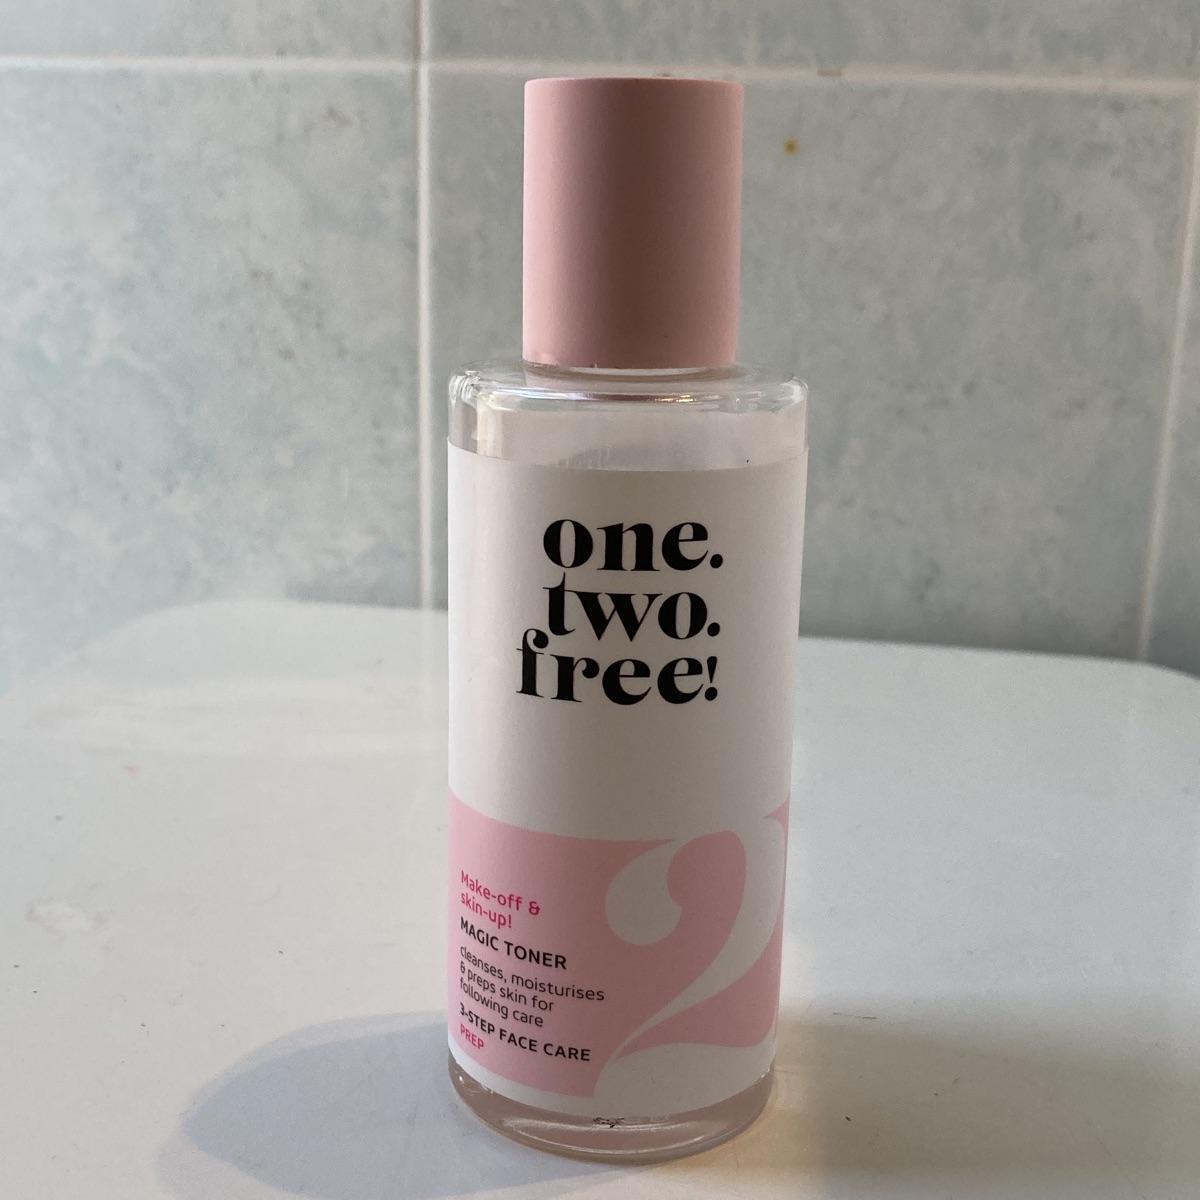 one.
two.
free!
2
Make-off &
skin-up!
MAGIC TONER
cleanses, moisturises
& preps skin for
following care
3-STEP FACE CARE
PREP